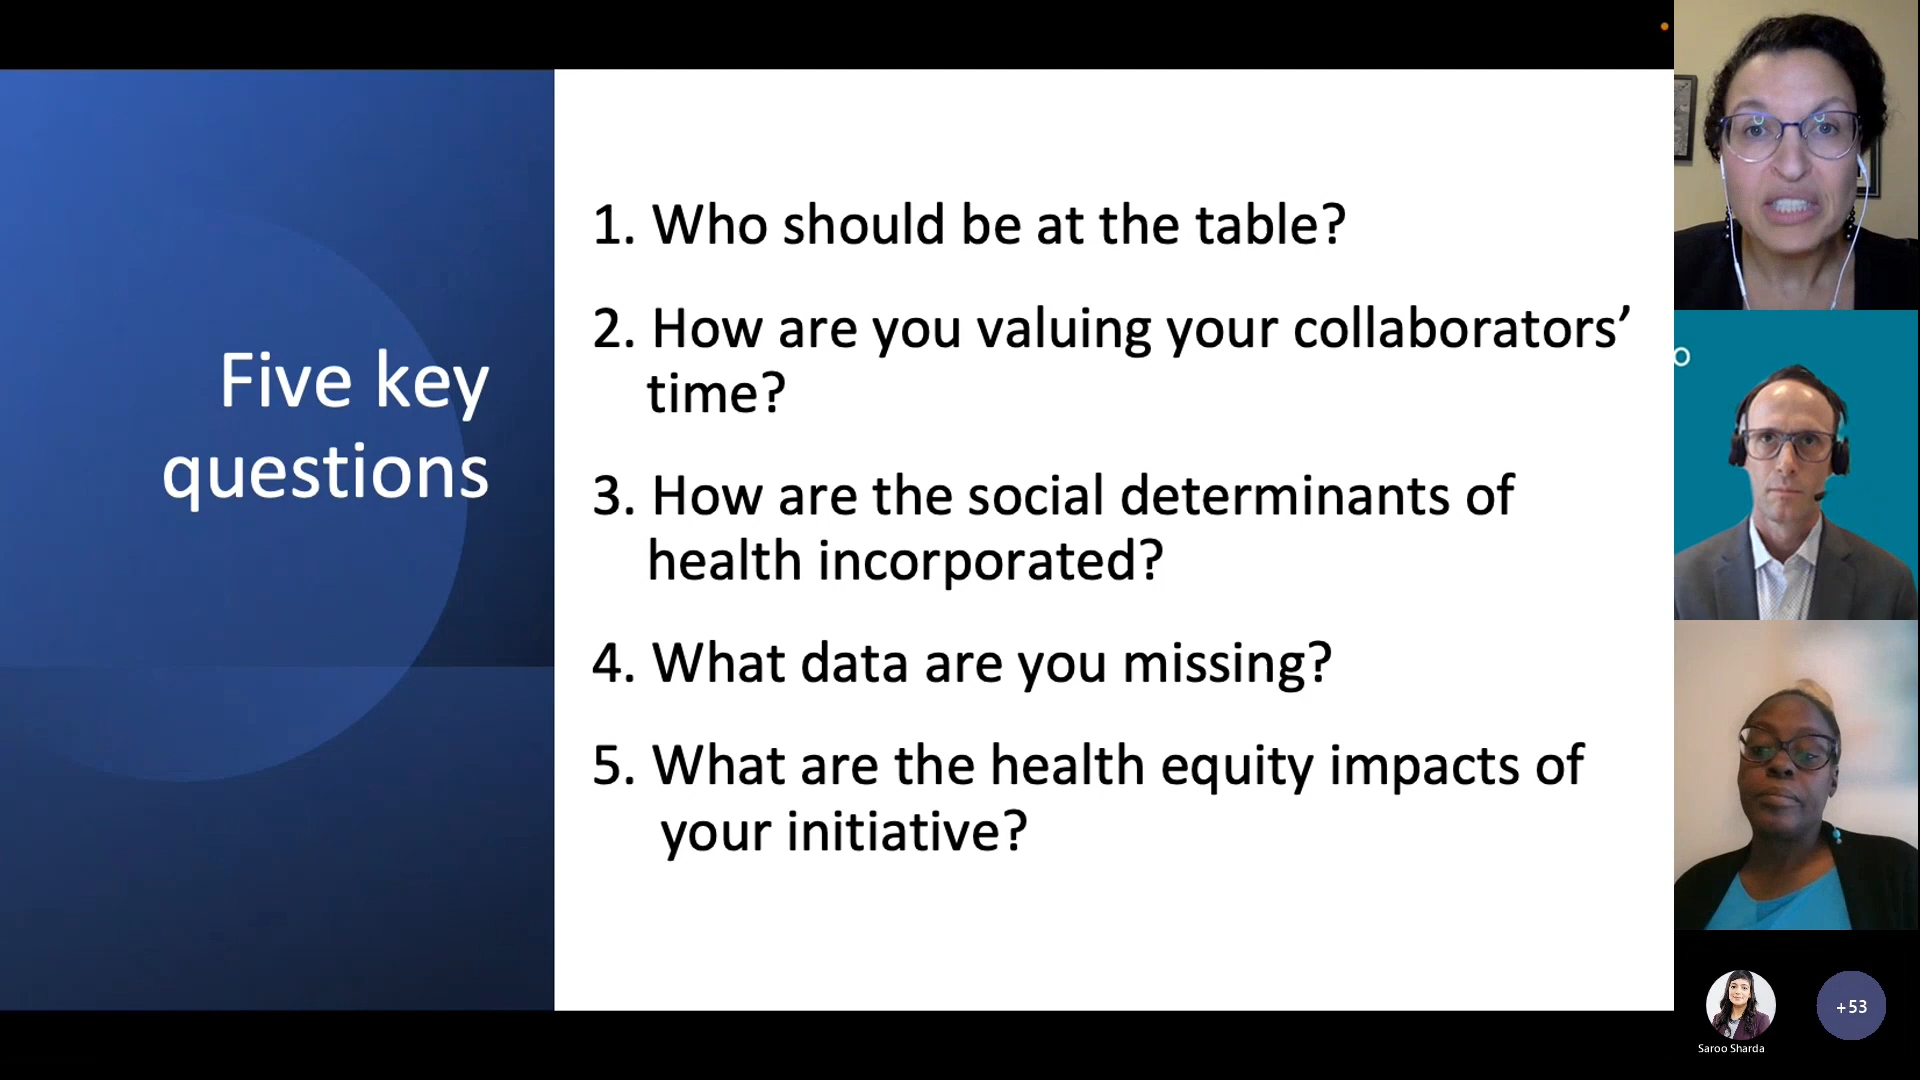 Five key
questions
1. Who should be at the table?
2. How are you valuing your collaborators’
time?
3. How are the social determinants of
health incorporated?
4. What data are you missing?
5. What are the health equity impacts of
your initiative?
o
Saroo Sharda
+53